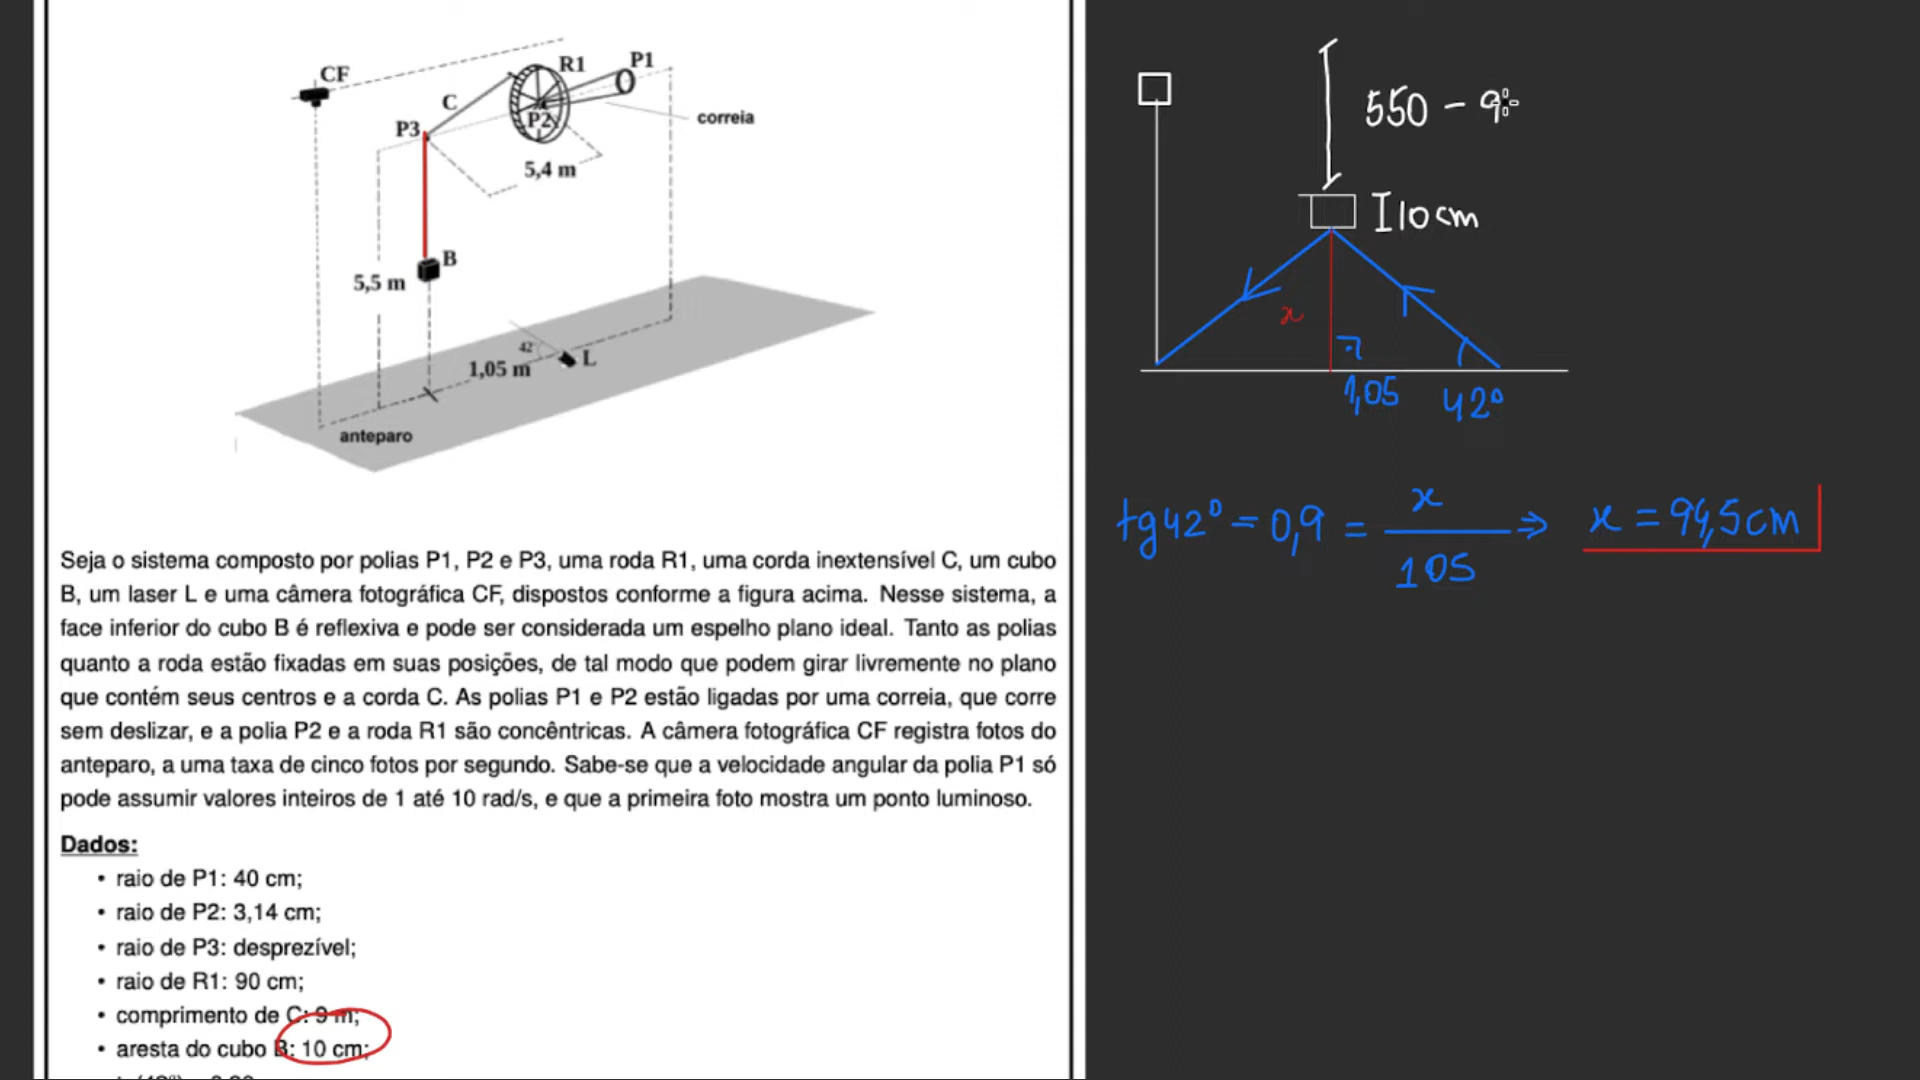 CF
R1
P1
C
P3
P2
correia
5,4 m
B
5,5 m
42°
L
1,05 m
anteparo
Seja o sistema composto por polias P1, P2 e P3, uma roda R1, uma corda inextensível C, um cubo
B, um laser L e uma câmera fotográfica CF, dispostos conforme a figura acima. Nesse sistema, a
face inferior do cubo B é reflexiva e pode ser considerada um espelho plano ideal. Tanto as polias
quanto a roda estão fixadas em suas posições, de tal modo que podem girar livremente no plano
que contém seus centros e a corda C. As polias P1 e P2 estão ligadas por uma correia, que corre
sem deslizar, e a polia P2 e a roda R1 são concêntricas. A câmera fotográfica CF registra fotos do
anteparo, a uma taxa de cinco fotos por segundo. Sabe-se que a velocidade angular da polia P1 só
pode assumir valores inteiros de 1 até 10 rad/s, e que a primeira foto mostra um ponto luminoso.
Dados:
• raio de P1: 40 cm;
• raio de P2: 3,14 cm;
• raio de P3: desprezível;
• raio de R1: 90 cm;
• comprimento de C: 9 m;
• aresta do cubo B: 10 cm;
550 - 9
10cm
x
1,05
42°
tg42° = 0,9 = x / 105 ⇒ x = 94,5cm